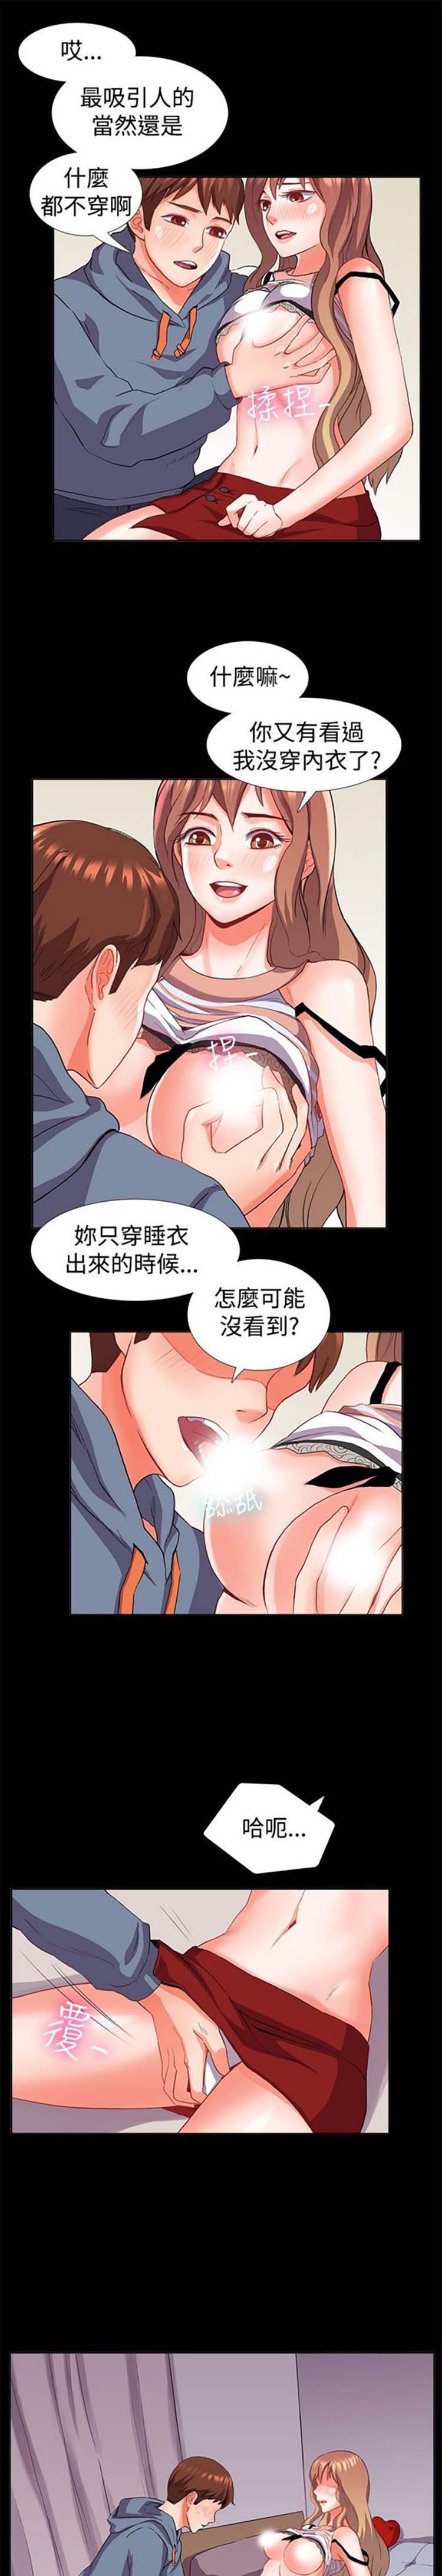 哎...
最吸引人的
當然還是
什麼
都不穿啊
揉捏~
什麼嘛~
你又有看過
我沒穿內衣了?
捏~
妳只穿睡衣
出來的時候...
怎麼可能
沒看到?
哈呃...
覆~